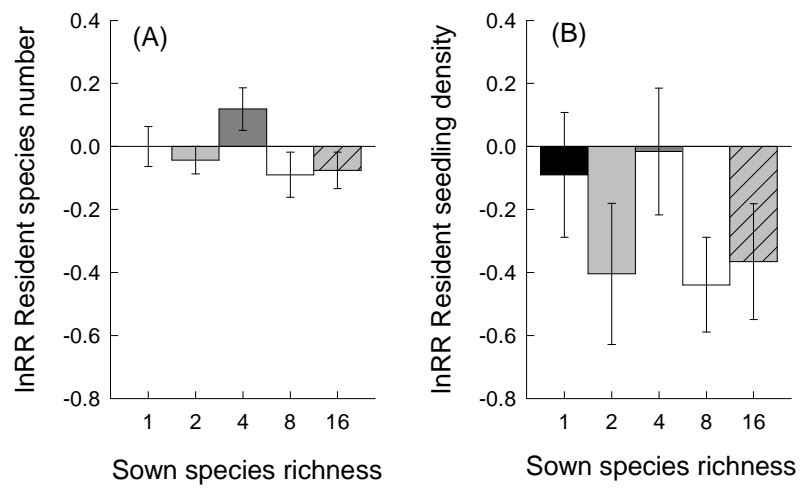 (A)
lnRR Resident species number
0.4
0.2
0.0
-0.2
-0.4
-0.6
-0.8
1 2 4 8 16
Sown species richness
(B)
lnRR Resident seedling density
0.4
0.2
0.0
-0.2
-0.4
-0.6
-0.8
1 2 4 8 16
Sown species richness